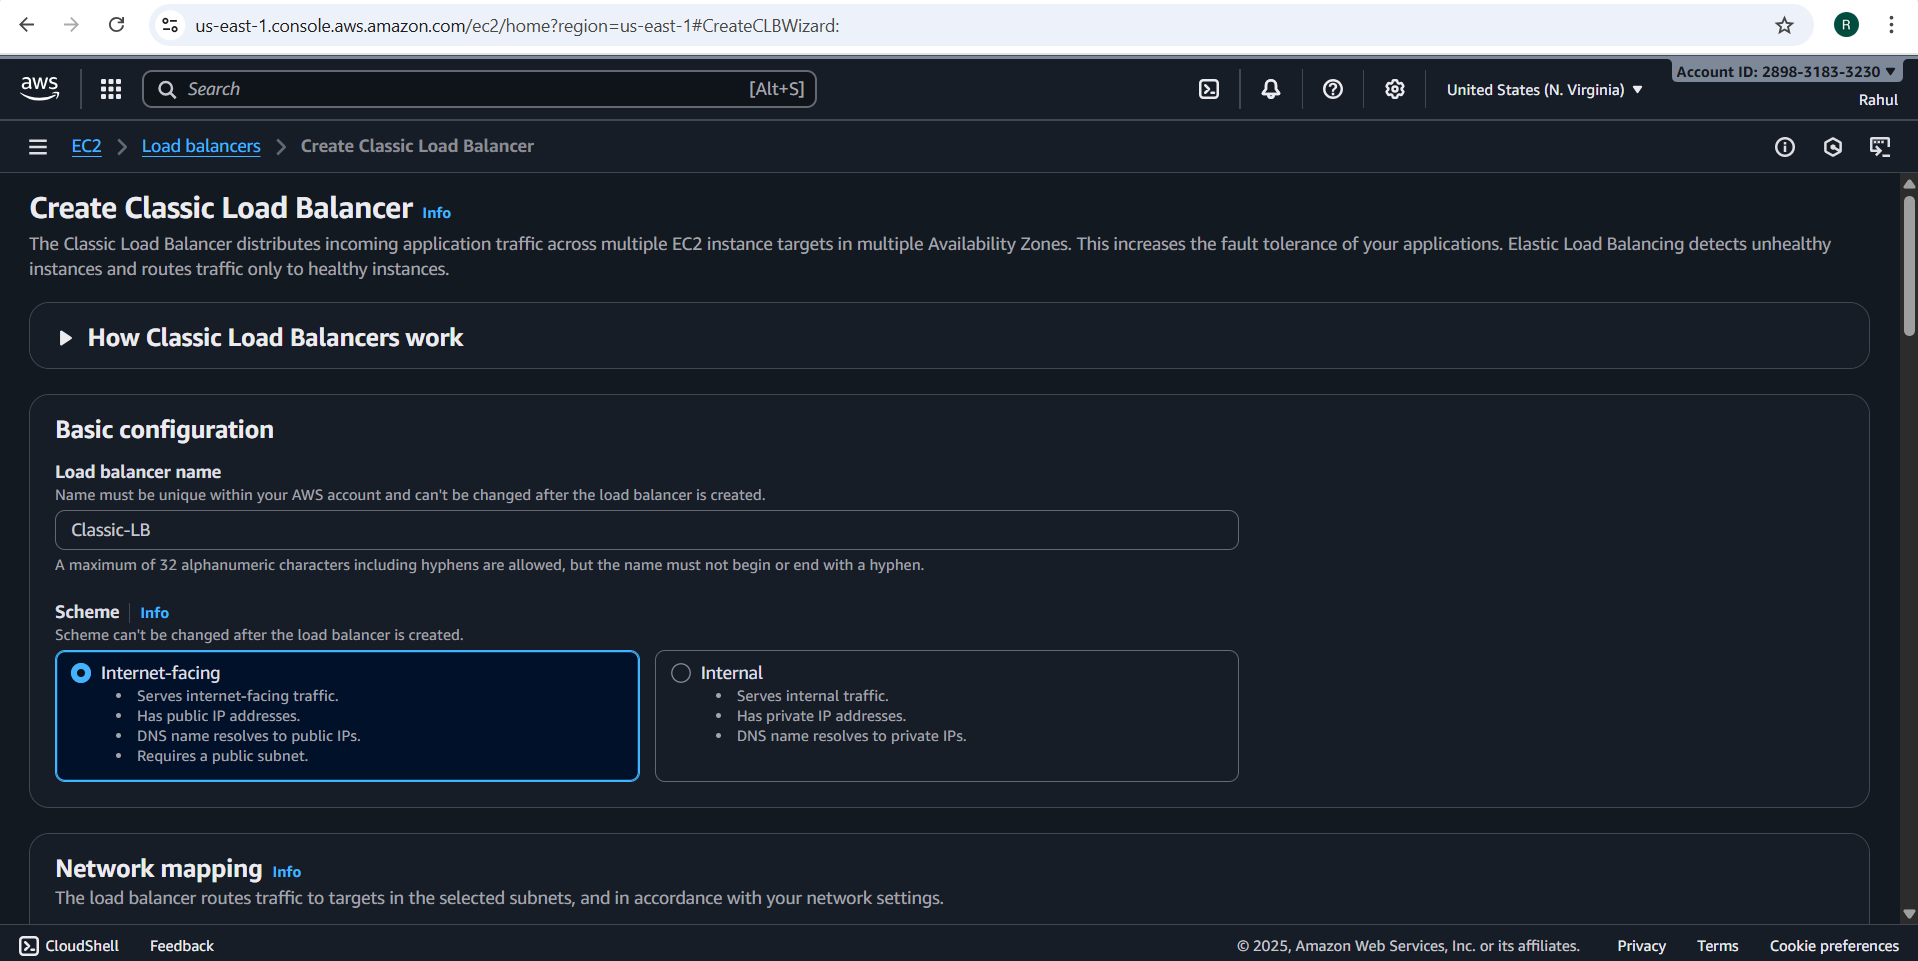 us-east-1.console.aws.amazon.com/ec2/home?region=us-east-1#CreateCLBWizard:
R
aws
Search
[Alt+S]
United States (N. Virginia)
Account ID: 2898-3183-3230
Rahul
EC2
Load balancers
Create Classic Load Balancer
Create Classic Load Balancer Info
The Classic Load Balancer distributes incoming application traffic across multiple EC2 instance targets in multiple Availability Zones. This increases the fault tolerance of your applications. Elastic Load Balancing detects unhealthy
instances and routes traffic only to healthy instances.
How Classic Load Balancers work
Basic configuration
Load balancer name
Name must be unique within your AWS account and can't be changed after the load balancer is created.
Classic-LB
A maximum of 32 alphanumeric characters including hyphens are allowed, but the name must not begin or end with a hyphen.
Scheme Info
Scheme can't be changed after the load balancer is created.
Internet-facing
• Serves internet-facing traffic.
• Has public IP addresses.
• DNS name resolves to public IPs.
• Requires a public subnet.
Internal
• Serves internal traffic.
• Has private IP addresses.
• DNS name resolves to private IPs.
Network mapping Info
The load balancer routes traffic to targets in the selected subnets, and in accordance with your network settings.
CloudShell
Feedback
© 2025, Amazon Web Services, Inc. or its affiliates.
Privacy
Terms
Cookie preferences